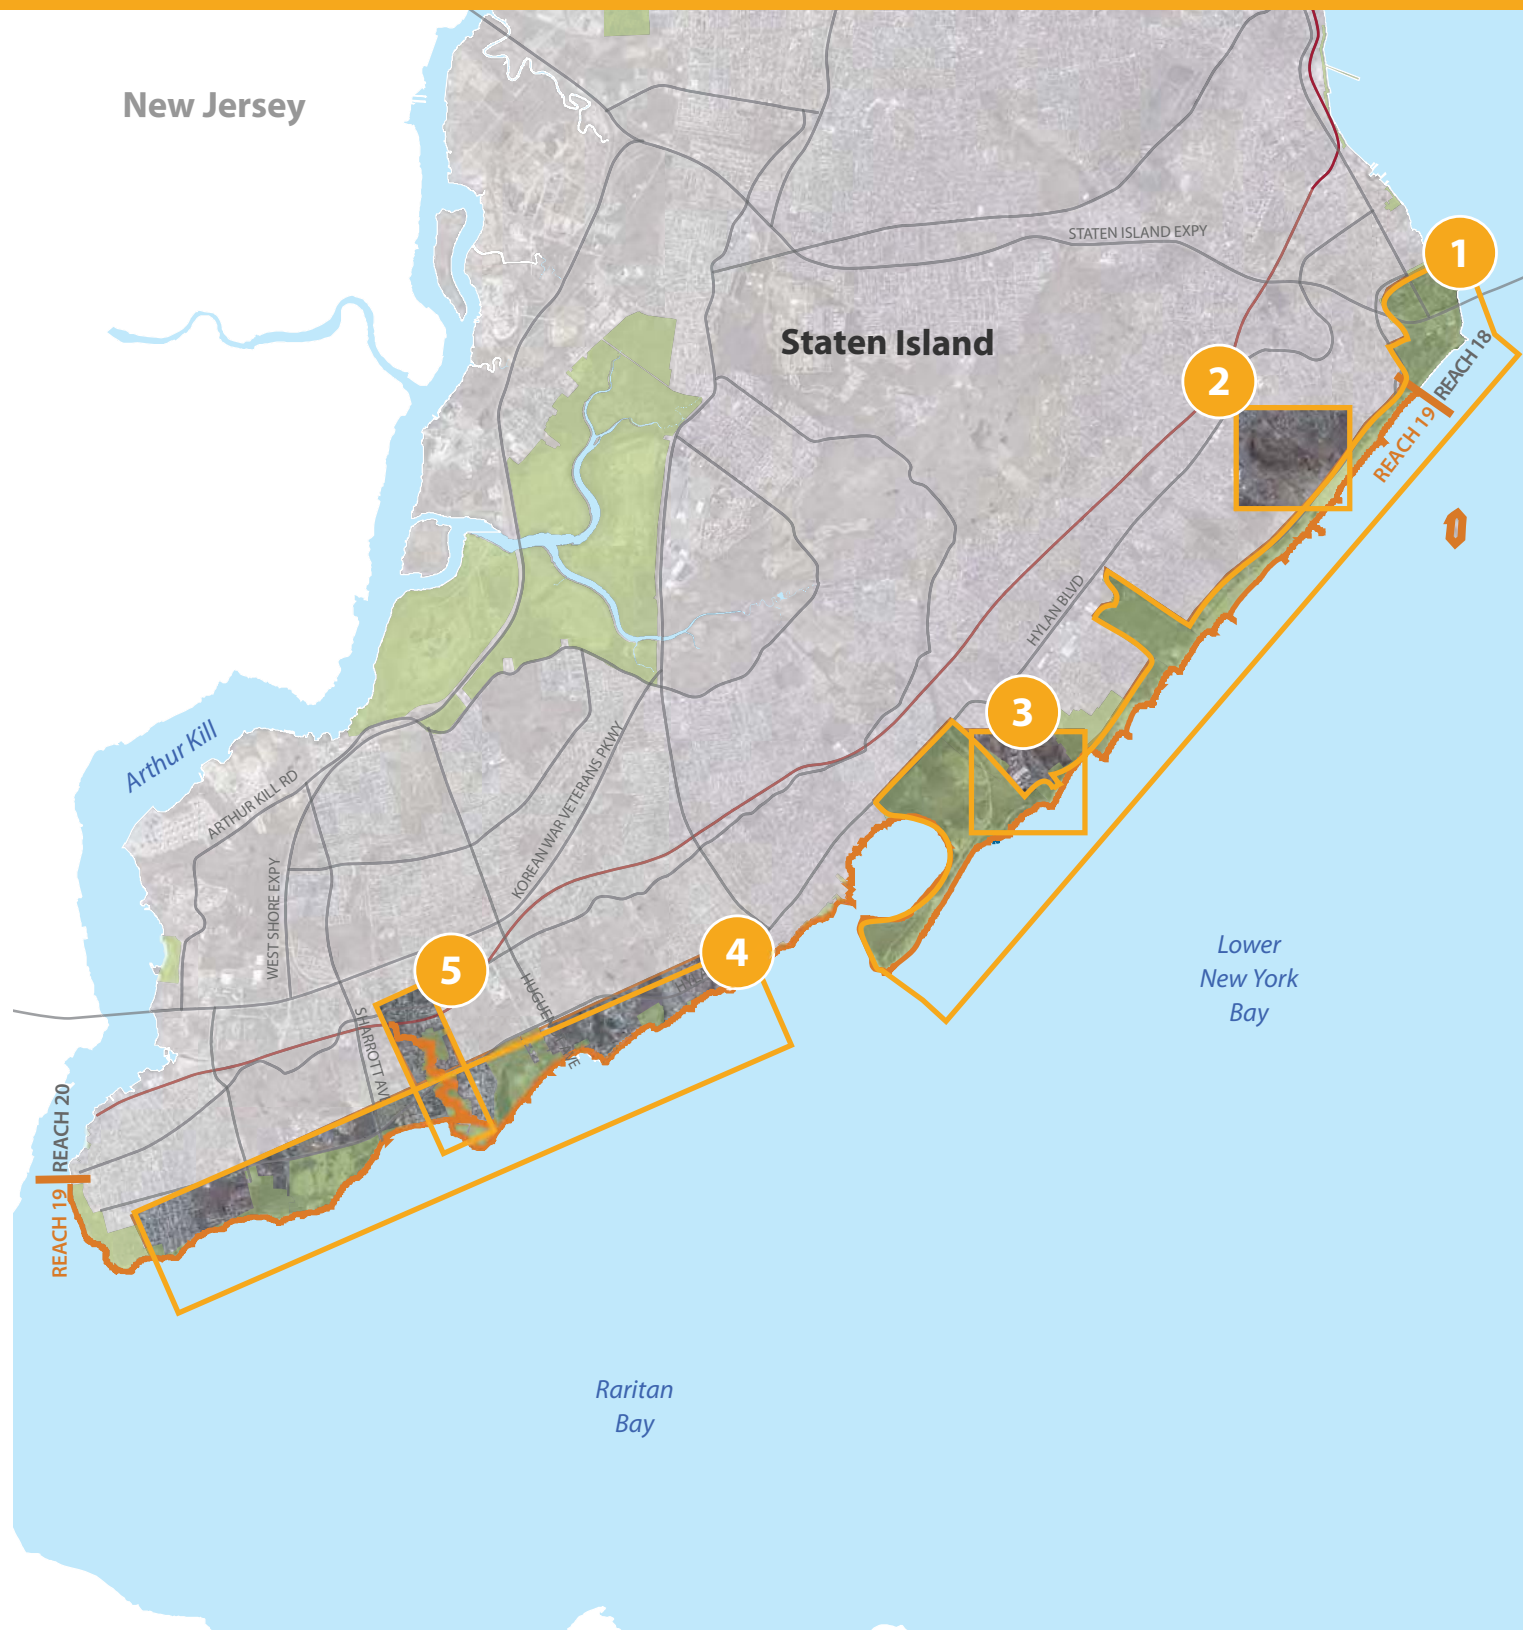 New Jersey
STATEN ISLAND EXPY
1
Staten Island
REACH 18
2
REACH 19
HYLAN BLVD
3
Arthur Kill
ARTHUR KILL RD
KOREAN WAR VETERANS PKWY
WEST SHORE EXPY
4
Lower
New York
Bay
5
SHARROTT AVE
REACH 20
REACH 19
Raritan
Bay